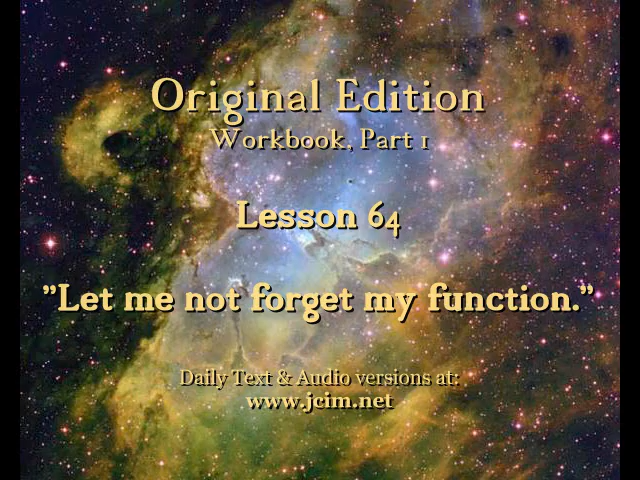 Original Edition
Workbook, Part 1
Lesson 64
"Let me not forget my function."
Daily Text & Audio versions at:
www.jcim.net